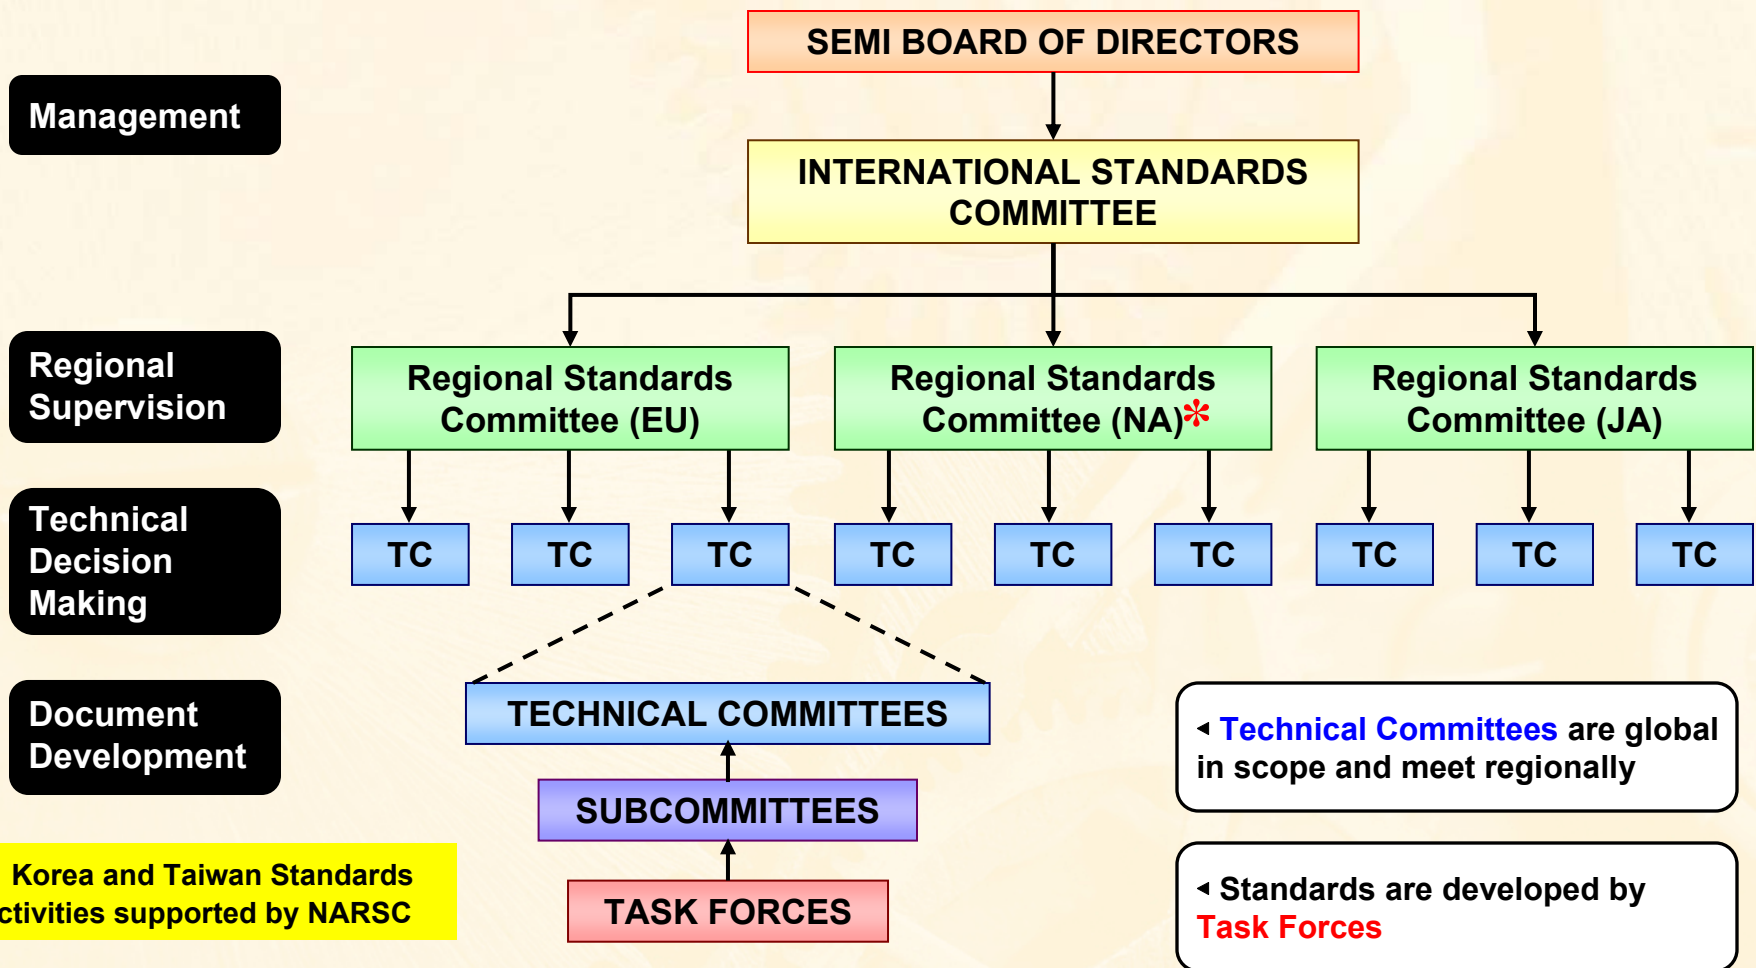 SEMI BOARD OF DIRECTORS
Management
INTERNATIONAL STANDARDS
COMMITTEE
Regional
Supervision
Regional Standards
Committee (EU)
Regional Standards
Committee (NA)*
Regional Standards
Committee (JA)
Technical
Decision
Making
TC
TC
TC
TC
TC
TC
TC
TC
TC
Document
Development
TECHNICAL COMMITTEES
SUBCOMMITTEES
TASK FORCES
◄ Technical Committees are global
in scope and meet regionally
◄ Standards are developed by
Task Forces
Korea and Taiwan Standards
ctivities supported by NARSC